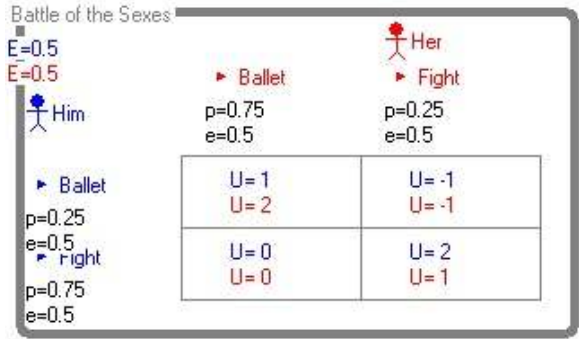 Battle of the Sexes
E=0.5
E=0.5
Her
Ballet
Fight
Him
p=0.75
p=0.25
e=0.5
e=0.5
Ballet
U= 1
U= -1
U= 2
U= -1
p=0.25
e=0.5
Fight
U= 0
U= 2
U= 0
U= 1
p=0.75
e=0.5